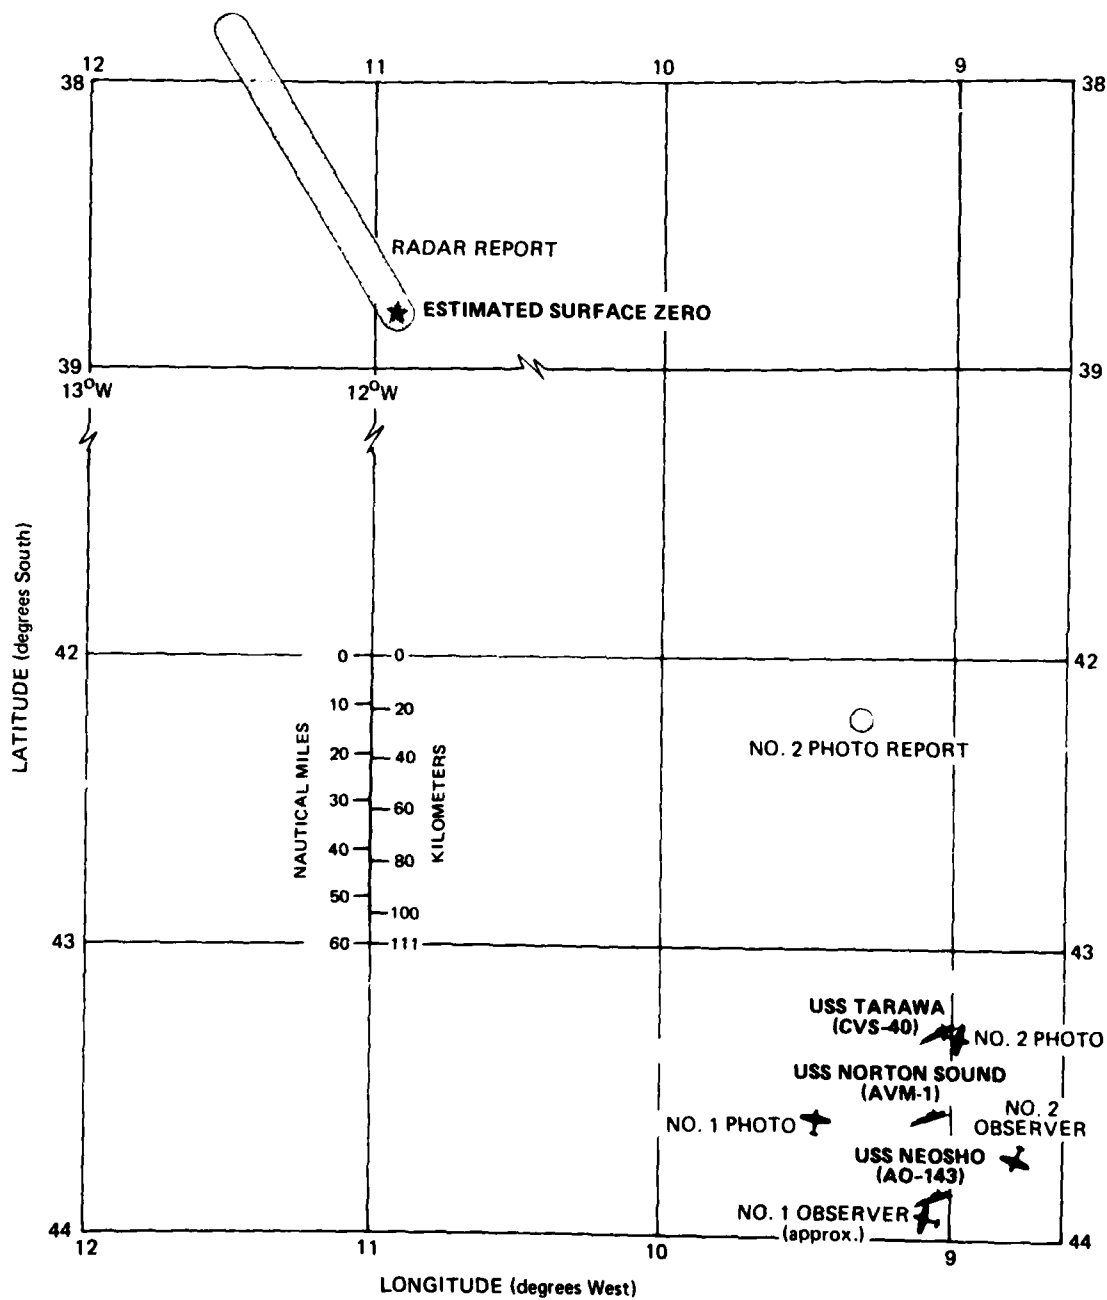 12 11 10 9
38 38
RADAR REPORT
ESTIMATED SURFACE ZERO
39 39
13°W 12°W
LATITUDE (degrees South)
42 0 0 42
10 20
NO. 2 PHOTO REPORT
20 40
NAUTICAL MILES
KILOMETERS
30 60
40 80
50 100
43 60 111 43
USS TARAWA
(CVS-40)
NO. 2 PHOTO
USS NORTON SOUND
(AVM-1)
NO. 2
OBSERVER
NO. 1 PHOTO
USS NEOSHO
(AO-143)
NO. 1 OBSERVER
(approx.)
44 44
12 11 10 9
LONGITUDE (degrees West)